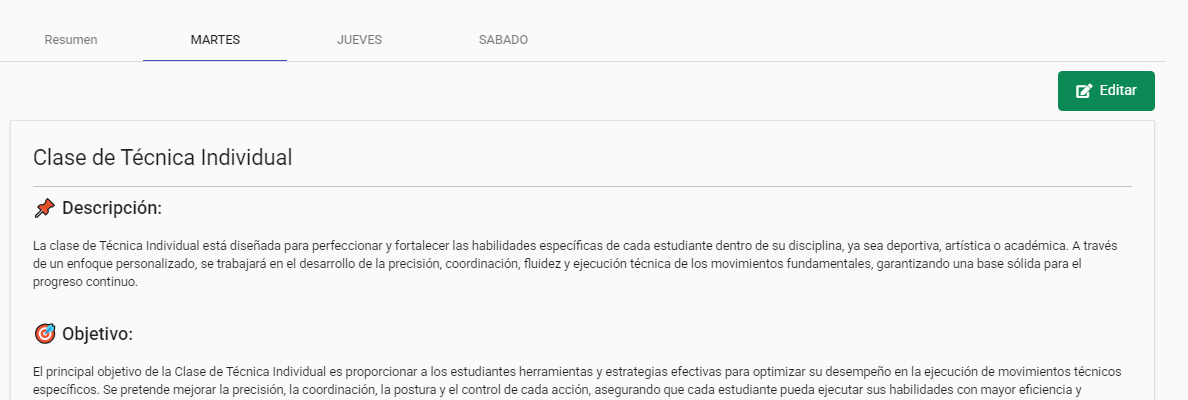 Resumen MARTES JUEVES SABADO
Editar
Clase de Técnica Individual
Descripción:
La clase de Técnica Individual está diseñada para perfeccionar y fortalecer las habilidades específicas de cada estudiante dentro de su disciplina, ya sea deportiva, artística o académica. A través
de un enfoque personalizado, se trabajará en el desarrollo de la precisión, coordinación, fluidez y ejecución técnica de los movimientos fundamentales, garantizando una base sólida para el
progreso continuo.
Objetivo:
El principal objetivo de la Clase de Técnica Individual es proporcionar a los estudiantes herramientas y estrategias efectivas para optimizar su desempeño en la ejecución de movimientos técnicos
específicos. Se pretende mejorar la precisión, la coordinación, la postura y el control de cada acción, asegurando que cada estudiante pueda ejecutar sus habilidades con mayor eficiencia y